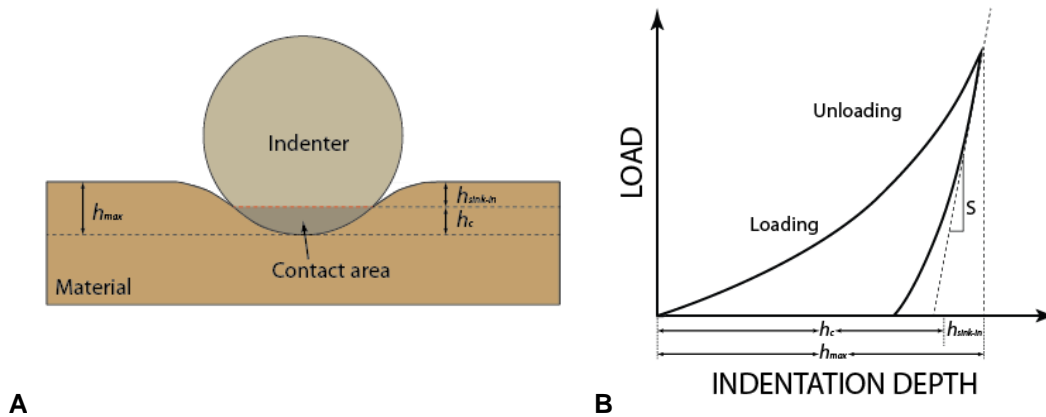 Indenter
hmax
hsink-in
hc
Contact area
Material
A
LOAD
Unloading
Loading
S
hc
hsink-in
hmax
INDENTATION DEPTH
B